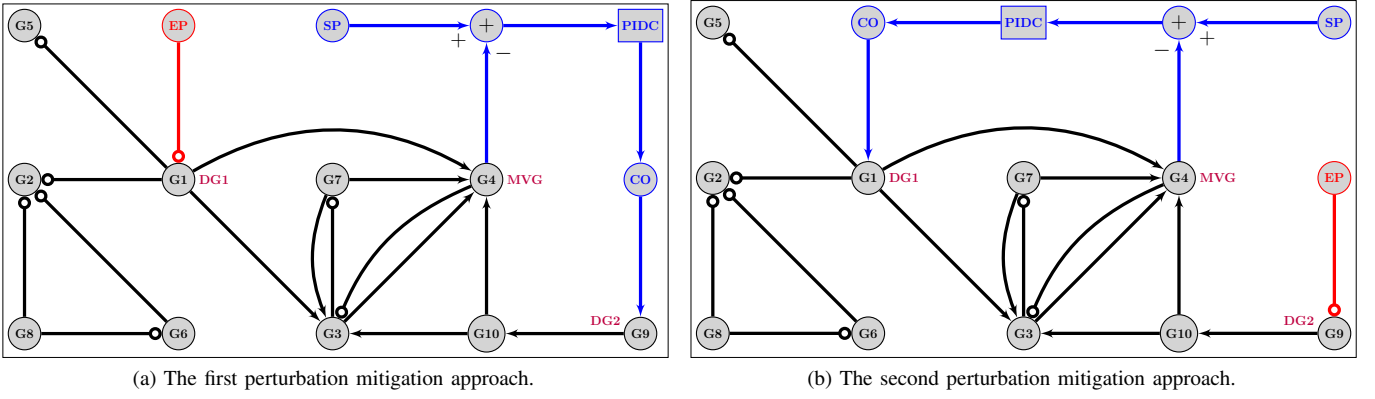 G5 EP SP + PIDC
+ −
G2 G1 DG1 G7 G4 MVG CO
DG2
G8 G6 G3 G10 G9
(a) The first perturbation mitigation approach.
G5 CO PIDC + SP
− +
G2 G1 DG1 G7 G4 MVG EP
DG2
G8 G6 G3 G10 G9
(b) The second perturbation mitigation approach.